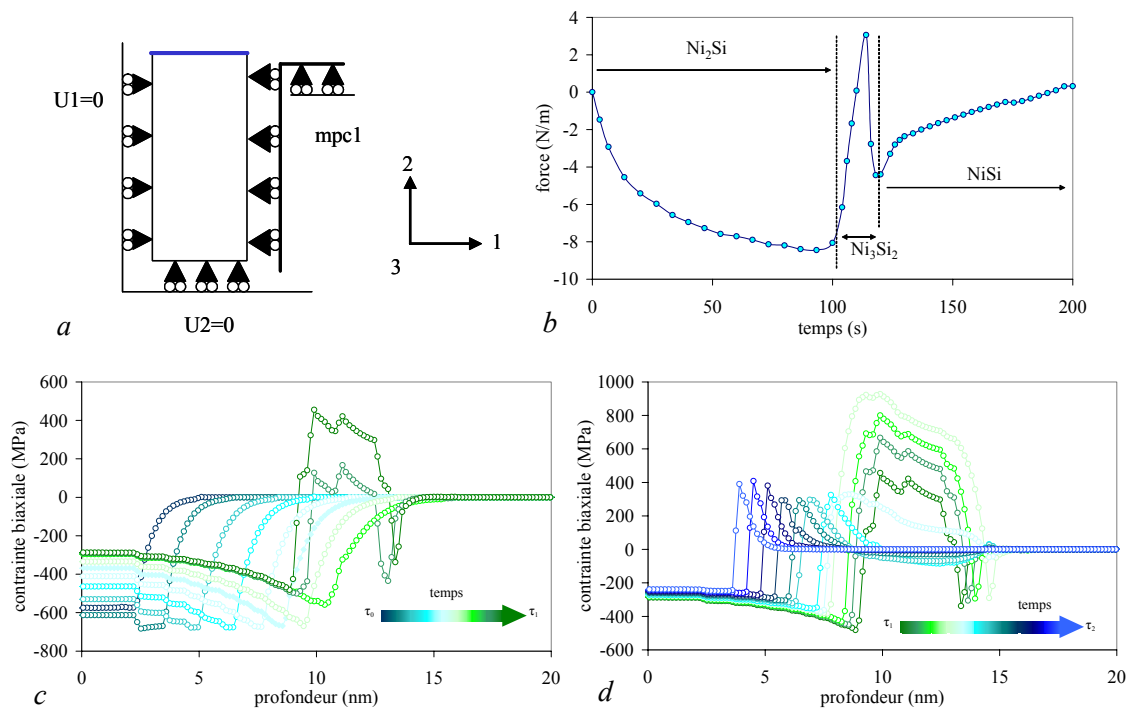 U1=0
mpc1
2
1
3
U2=0
a
4
2
0
-2
-4
-6
-8
-10
force (N/m)
Ni₂Si
Ni₃Si₂
NiSi
0 50 100 150 200
temps (s)
b
600
400
200
0
-200
-400
-600
-800
contrainte biaxiale (MPa)
temps
τ₀ τ₁
0 5 10 15 20
profondeur (nm)
c
1000
800
600
400
200
0
-200
-400
-600
contrainte biaxiale (MPa)
temps
τ₁ τ₂
0 5 10 15 20
profondeur (nm)
d